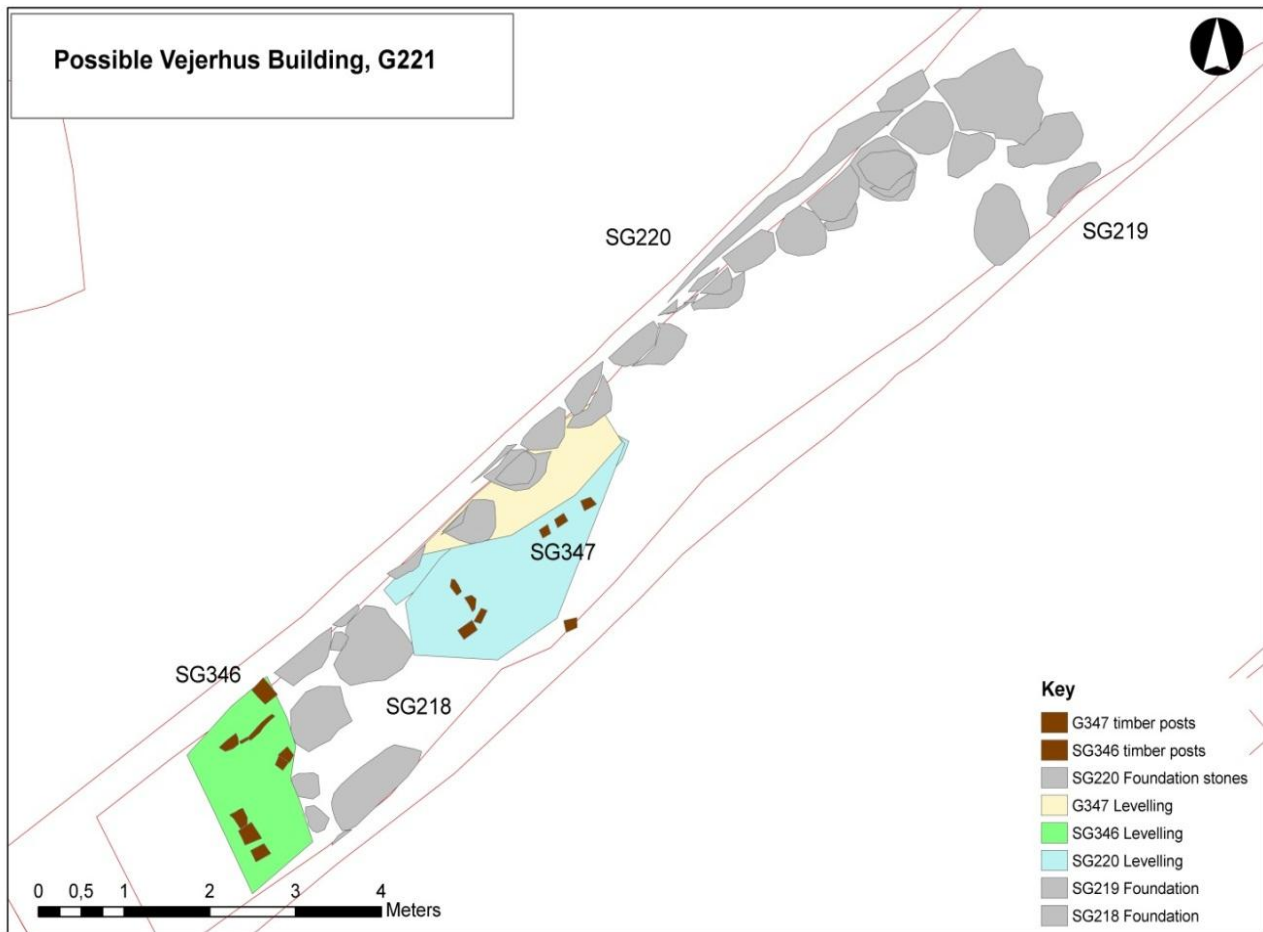 Possible Vejerhus Building, G221
SG220
SG219
SG347
SG346
SG218
Key
G347 timber posts
SG346 timber posts
SG220 Foundation stones
G347 Levelling
SG346 Levelling
SG220 Levelling
SG219 Foundation
SG218 Foundation
0 0,5 1 2 3 4
Meters